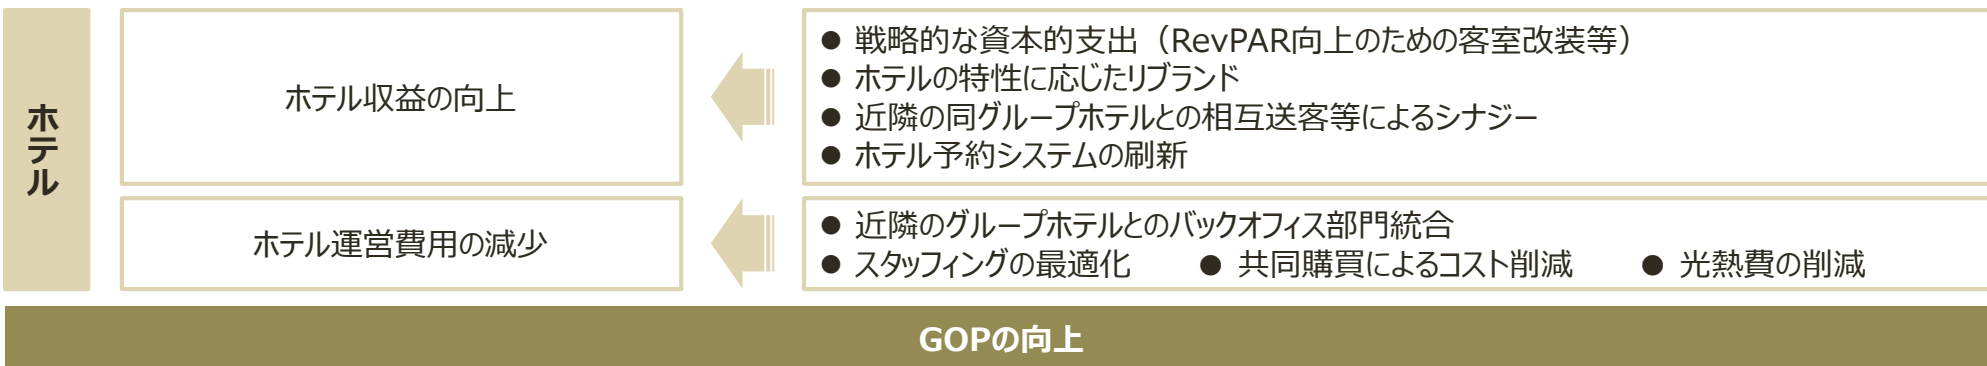 ホテル
ホテル収益の向上
● 戦略的な資本的支出（RevPAR向上のための客室改装等）
● ホテルの特性に応じたリブランド
● 近隣の同グループホテルとの相互送客等によるシナジー
● ホテル予約システムの刷新
ホテル運営費用の減少
● 近隣のグループホテルとのバックオフィス部門統合
● スタッフィングの最適化 ● 共同購買によるコスト削減 ● 光熱費の削減
GOPの向上